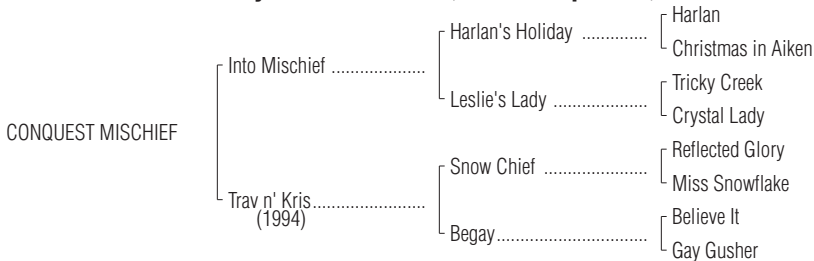 Harlan
Harlan's Holiday ..............
Christmas in Aiken
Into Mischief ....................
Tricky Creek
Leslie's Lady ....................
Crystal Lady
CONQUEST MISCHIEF
Reflected Glory
Snow Chief ......................
Miss Snowflake
Trav n' Kris........................
(1994)
Believe It
Begay................................
Gay Gusher